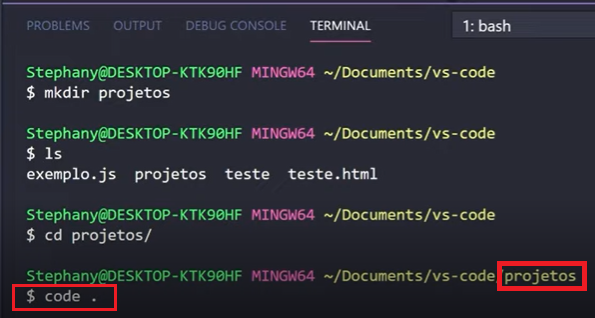 PROBLEMS OUTPUT DEBUG CONSOLE TERMINAL 1: bash
Stephany@DESKTOP-KTK90HF MINGW64 ~/Documents/vs-code
$ mkdir projetos
Stephany@DESKTOP-KTK90HF MINGW64 ~/Documents/vs-code
$ ls
exemplo.js projetos teste teste.html
Stephany@DESKTOP-KTK90HF MINGW64 ~/Documents/vs-code
$ cd projetos/
Stephany@DESKTOP-KTK90HF MINGW64 ~/Documents/vs-code/projetos
$ code .